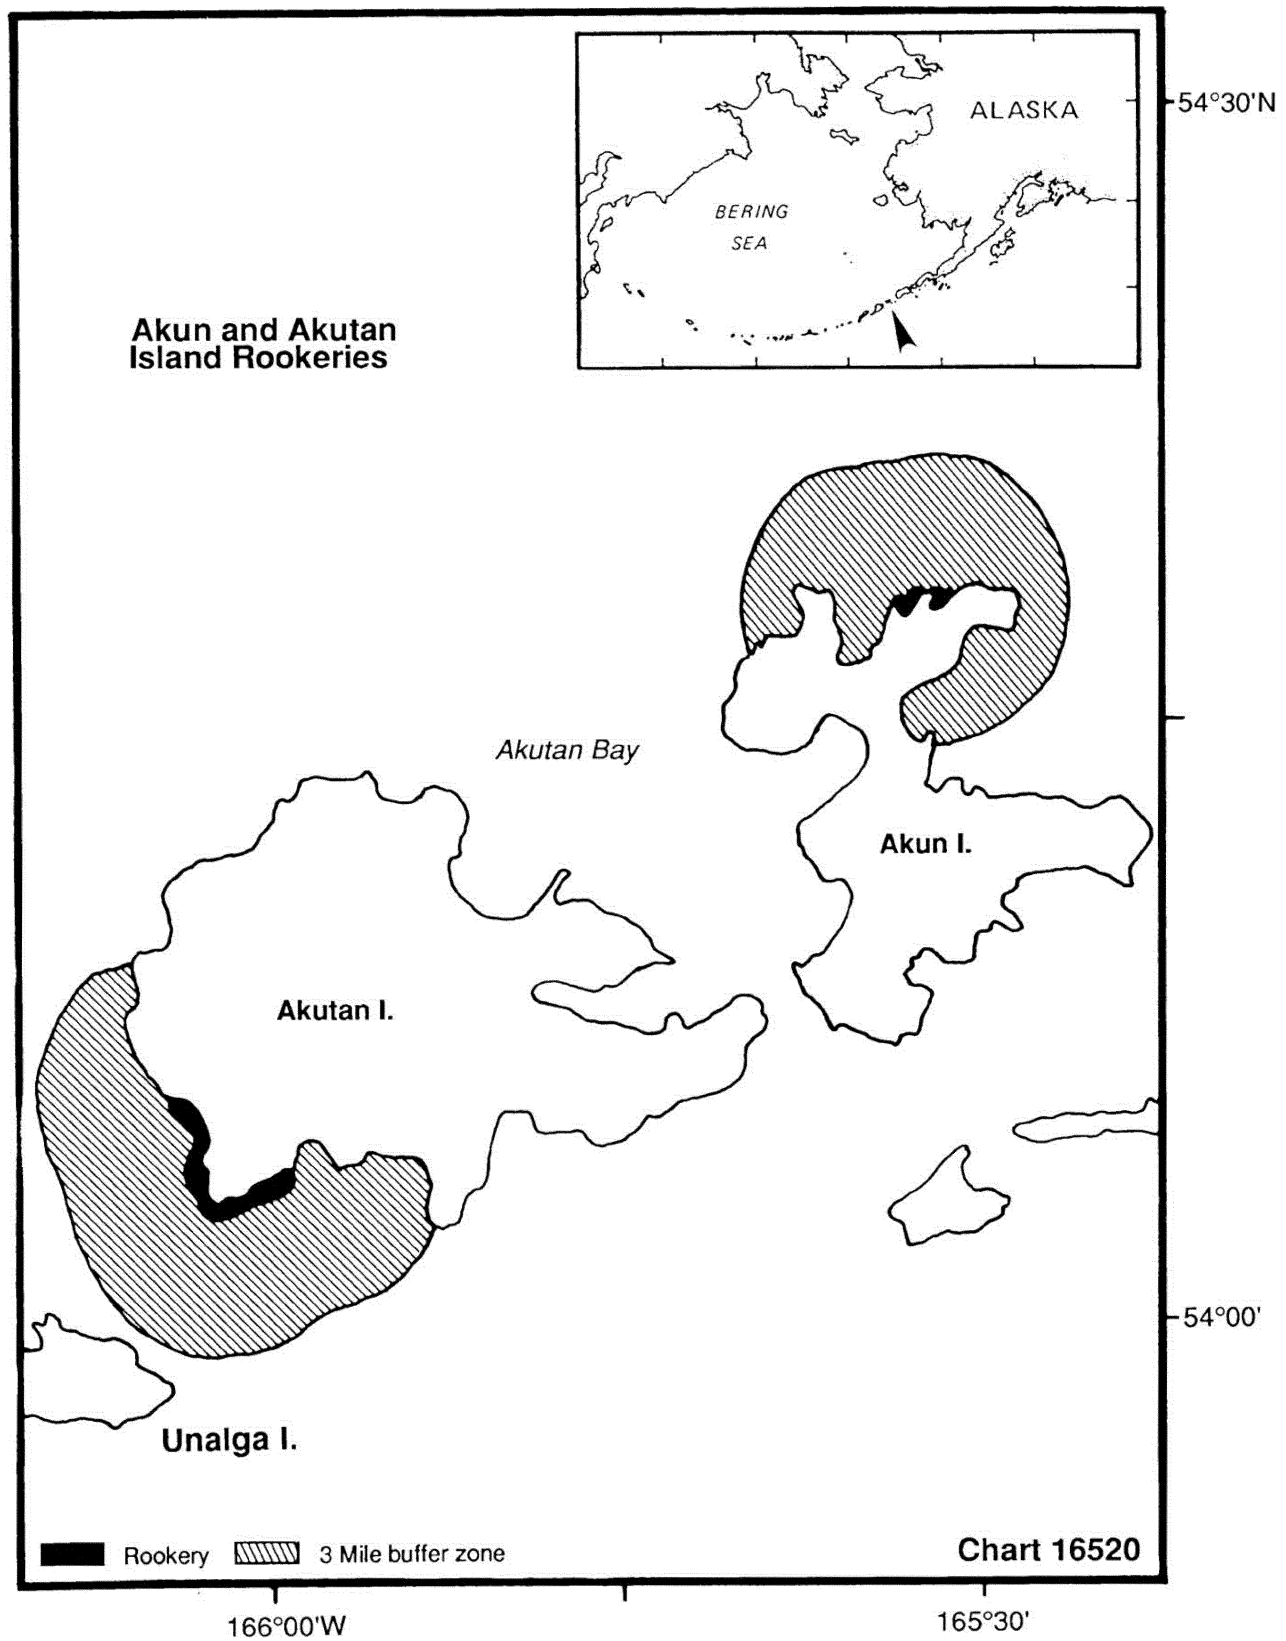 54°30'N
ALASKA
BERING
SEA
Akun and Akutan
Island Rookeries
Akutan Bay
Akun I.
Akutan I.
54°00'
Unalga I.
Rookery 3 Mile buffer zone
Chart 16520
166°00'W 165°30'